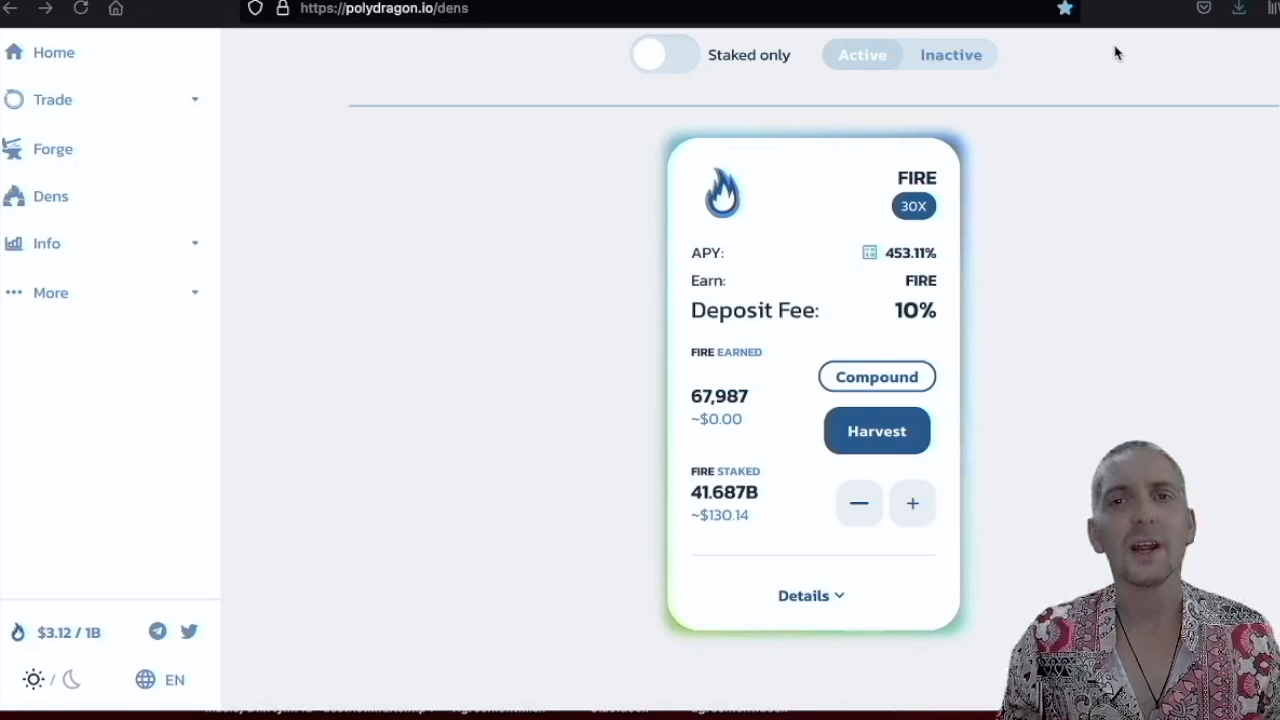 https://polydragon.io/dens
Home
Staked only
Active
Inactive
Trade
Forge
Dens
Info
More
FIRE
30X
APY:
453.11%
Earn:
FIRE
Deposit Fee:
10%
FIRE EARNED
67,987
~$0.00
Compound
Harvest
FIRE STAKED
41.687B
~$130.14
Details
$3.12 / 1B
EN